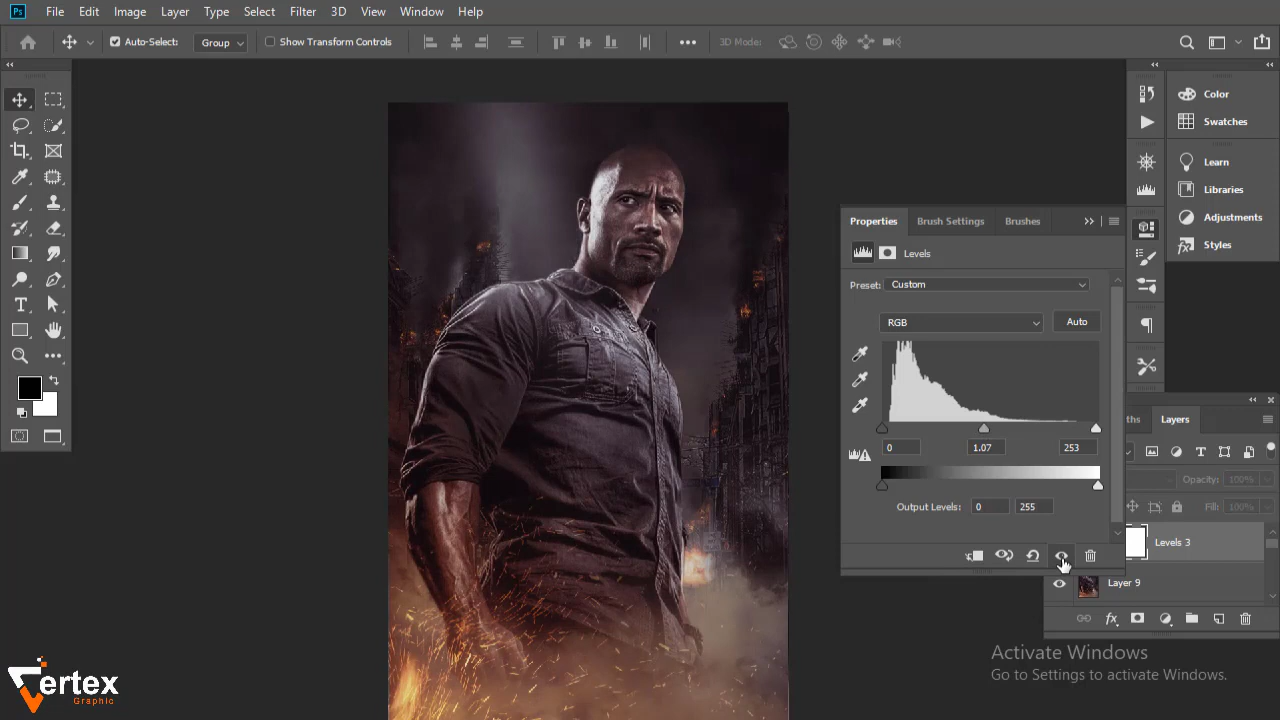 Ps File Edit Image Layer Type Select Filter 3D View Window Help
Auto-Select: Group Show Transform Controls 3D Mode:
Color
Swatches
Learn
Libraries
Adjustments
Styles
Properties Brush Settings Brushes
Levels
Preset: Custom
RGB Auto
0 1.07 253
Output Levels: 0 255
ths Layers
Opacity: 100%
Fill: 100%
Levels 3
Layer 9
Activate Windows
Go to Settings to activate Windows.
Vertex
Graphic